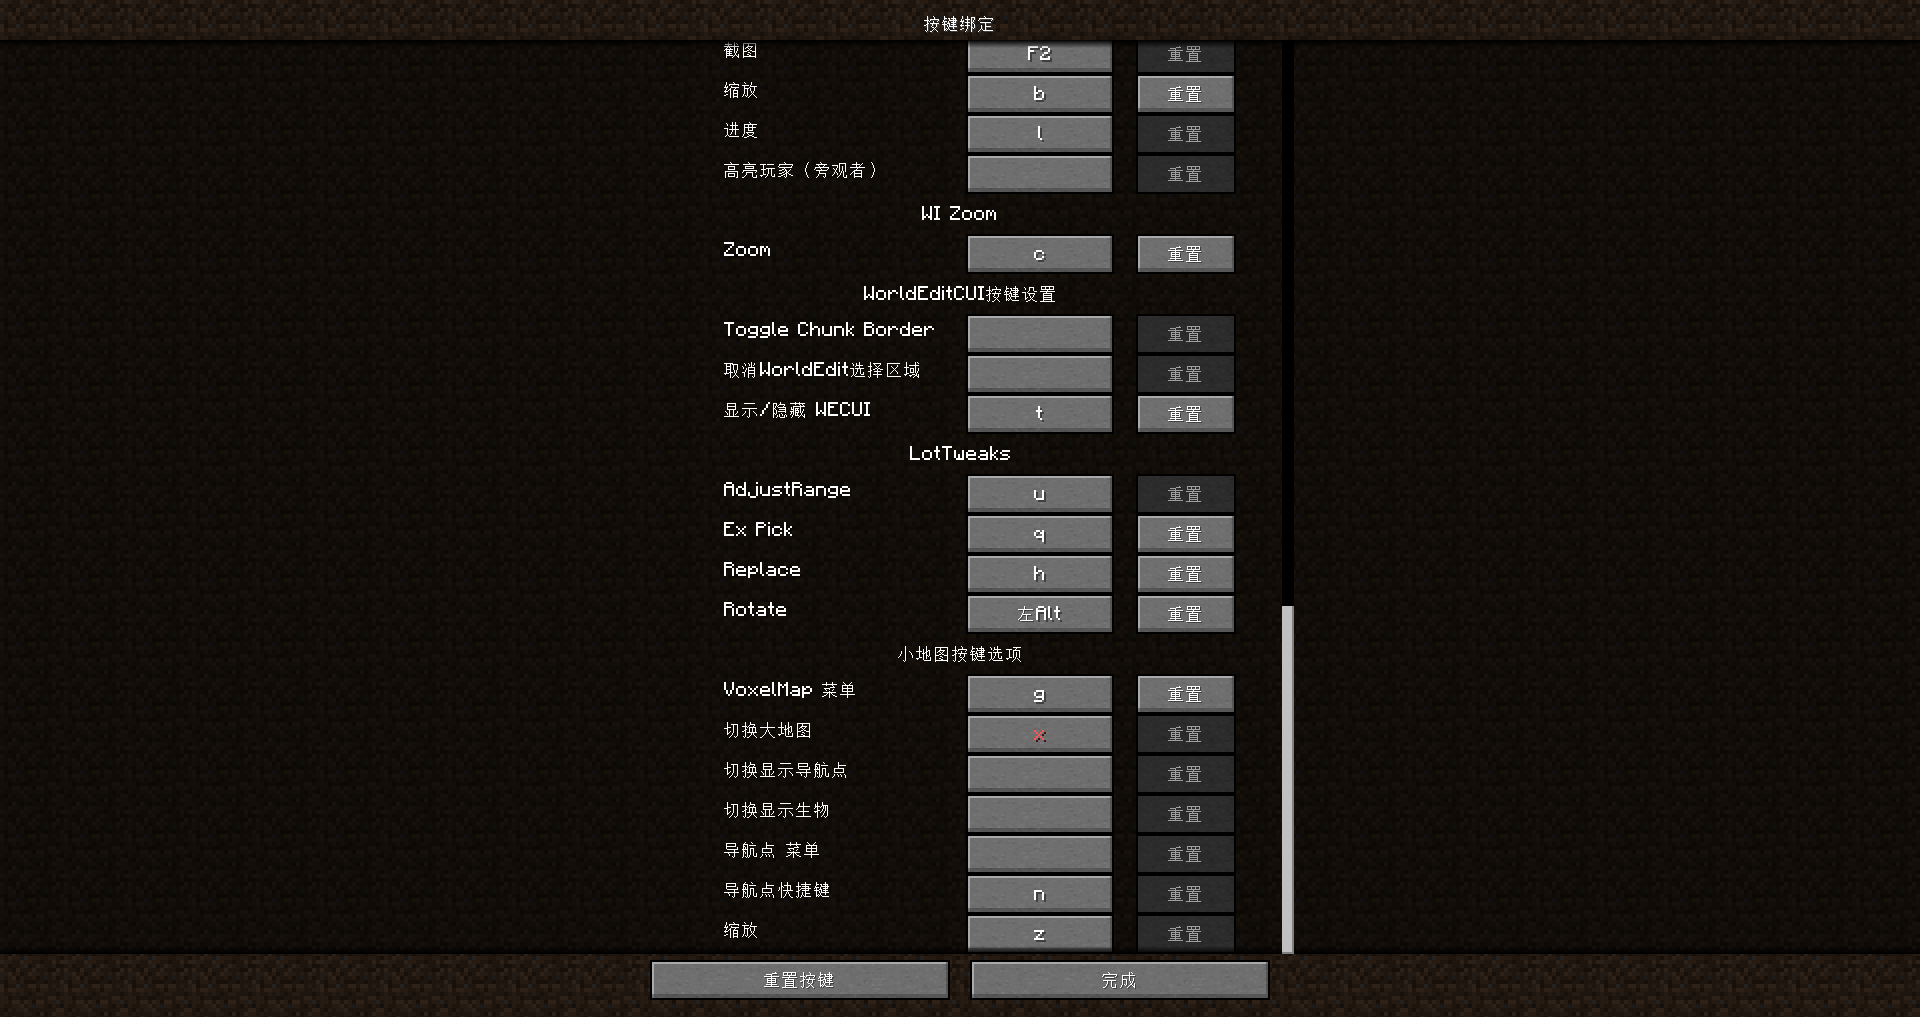 按键绑定
截图 F2 重置
缩放 b 重置
进度 l 重置
高亮玩家（旁观者） 重置
WI Zoom
Zoom c 重置
WorldEditCUI按键设置
Toggle Chunk Border 重置
取消WorldEdit选择区域 重置
显示/隐藏 WECUI t 重置
LotTweaks
AdjustRange u 重置
Ex Pick q 重置
Replace h 重置
Rotate 左Alt 重置
小地图按键选项
VoxelMap 菜单 g 重置
切换大地图 x 重置
切换显示导航点 重置
切换显示生物 重置
导航点 菜单 重置
导航点快捷键 n 重置
缩放 z 重置
重置按键 完成